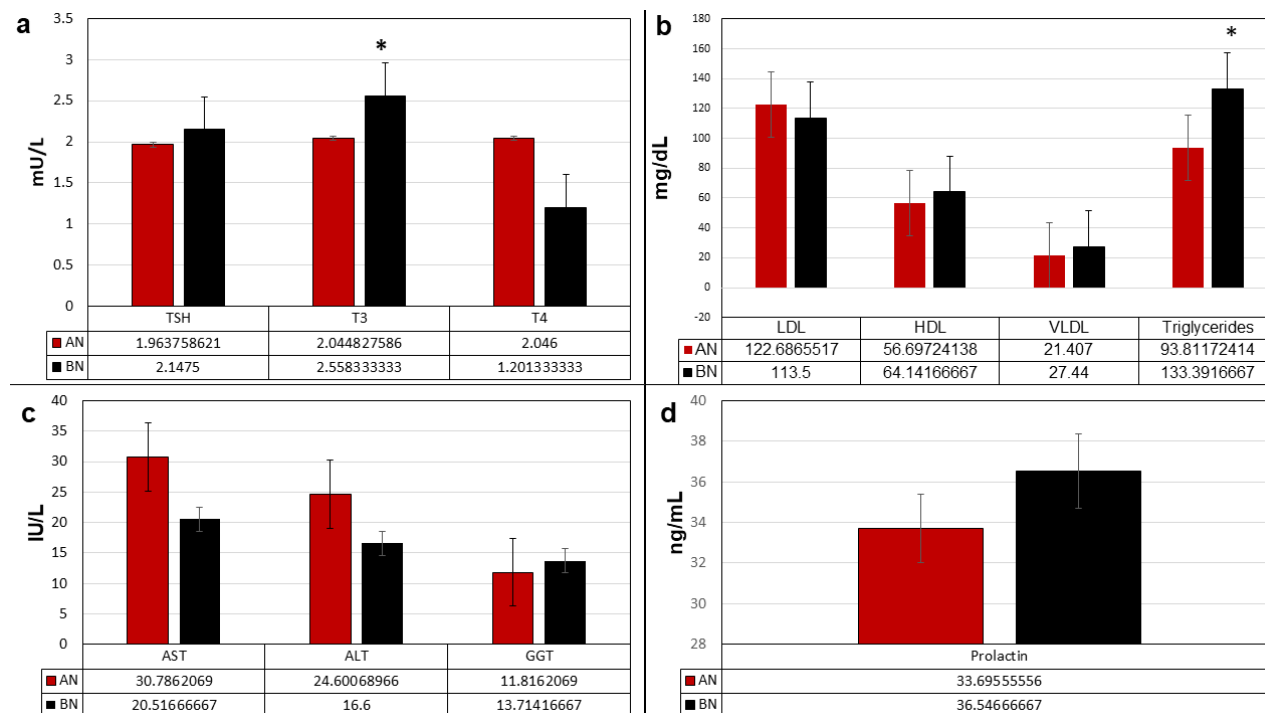 a
3.5
3
2.5
2
1.5
1
0.5
0
mU/L
*
TSH T3 T4
AN 1.963758621 2.044827586 2.046
BN 2.1475 2.558333333 1.201333333
b
180
160
140
120
100
80
60
40
20
0
-20
mg/dL
*
LDL HDL VLDL Triglycerides
AN 122.6865517 56.69724138 21.407 93.81172414
BN 113.5 64.14166667 27.44 133.3916667
c
40
35
30
25
20
15
10
5
0
IU/L
AST ALT GGT
AN 30.7862069 24.60068966 11.8162069
BN 20.51666667 16.6 13.71416667
d
40
38
36
34
32
30
28
ng/mL
Prolactin
AN 33.69555556
BN 36.54666667